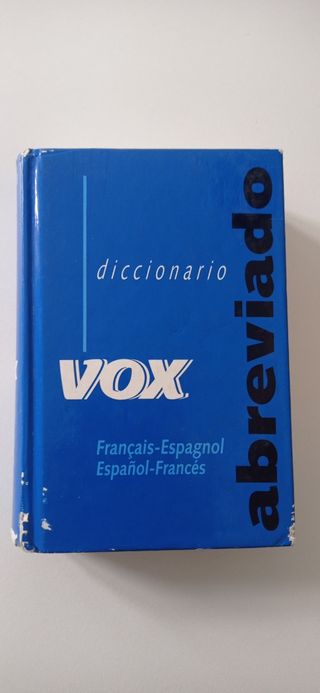 diccionario
VOX
Français-Espagnol
Español-Francés
abreviado